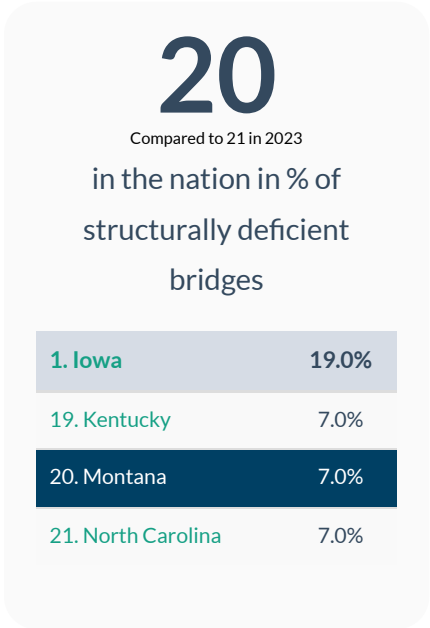 20
Compared to 21 in 2023
in the nation in % of
structurally deficient
bridges
1. Iowa 19.0%
19. Kentucky 7.0%
20. Montana 7.0%
21. North Carolina 7.0%